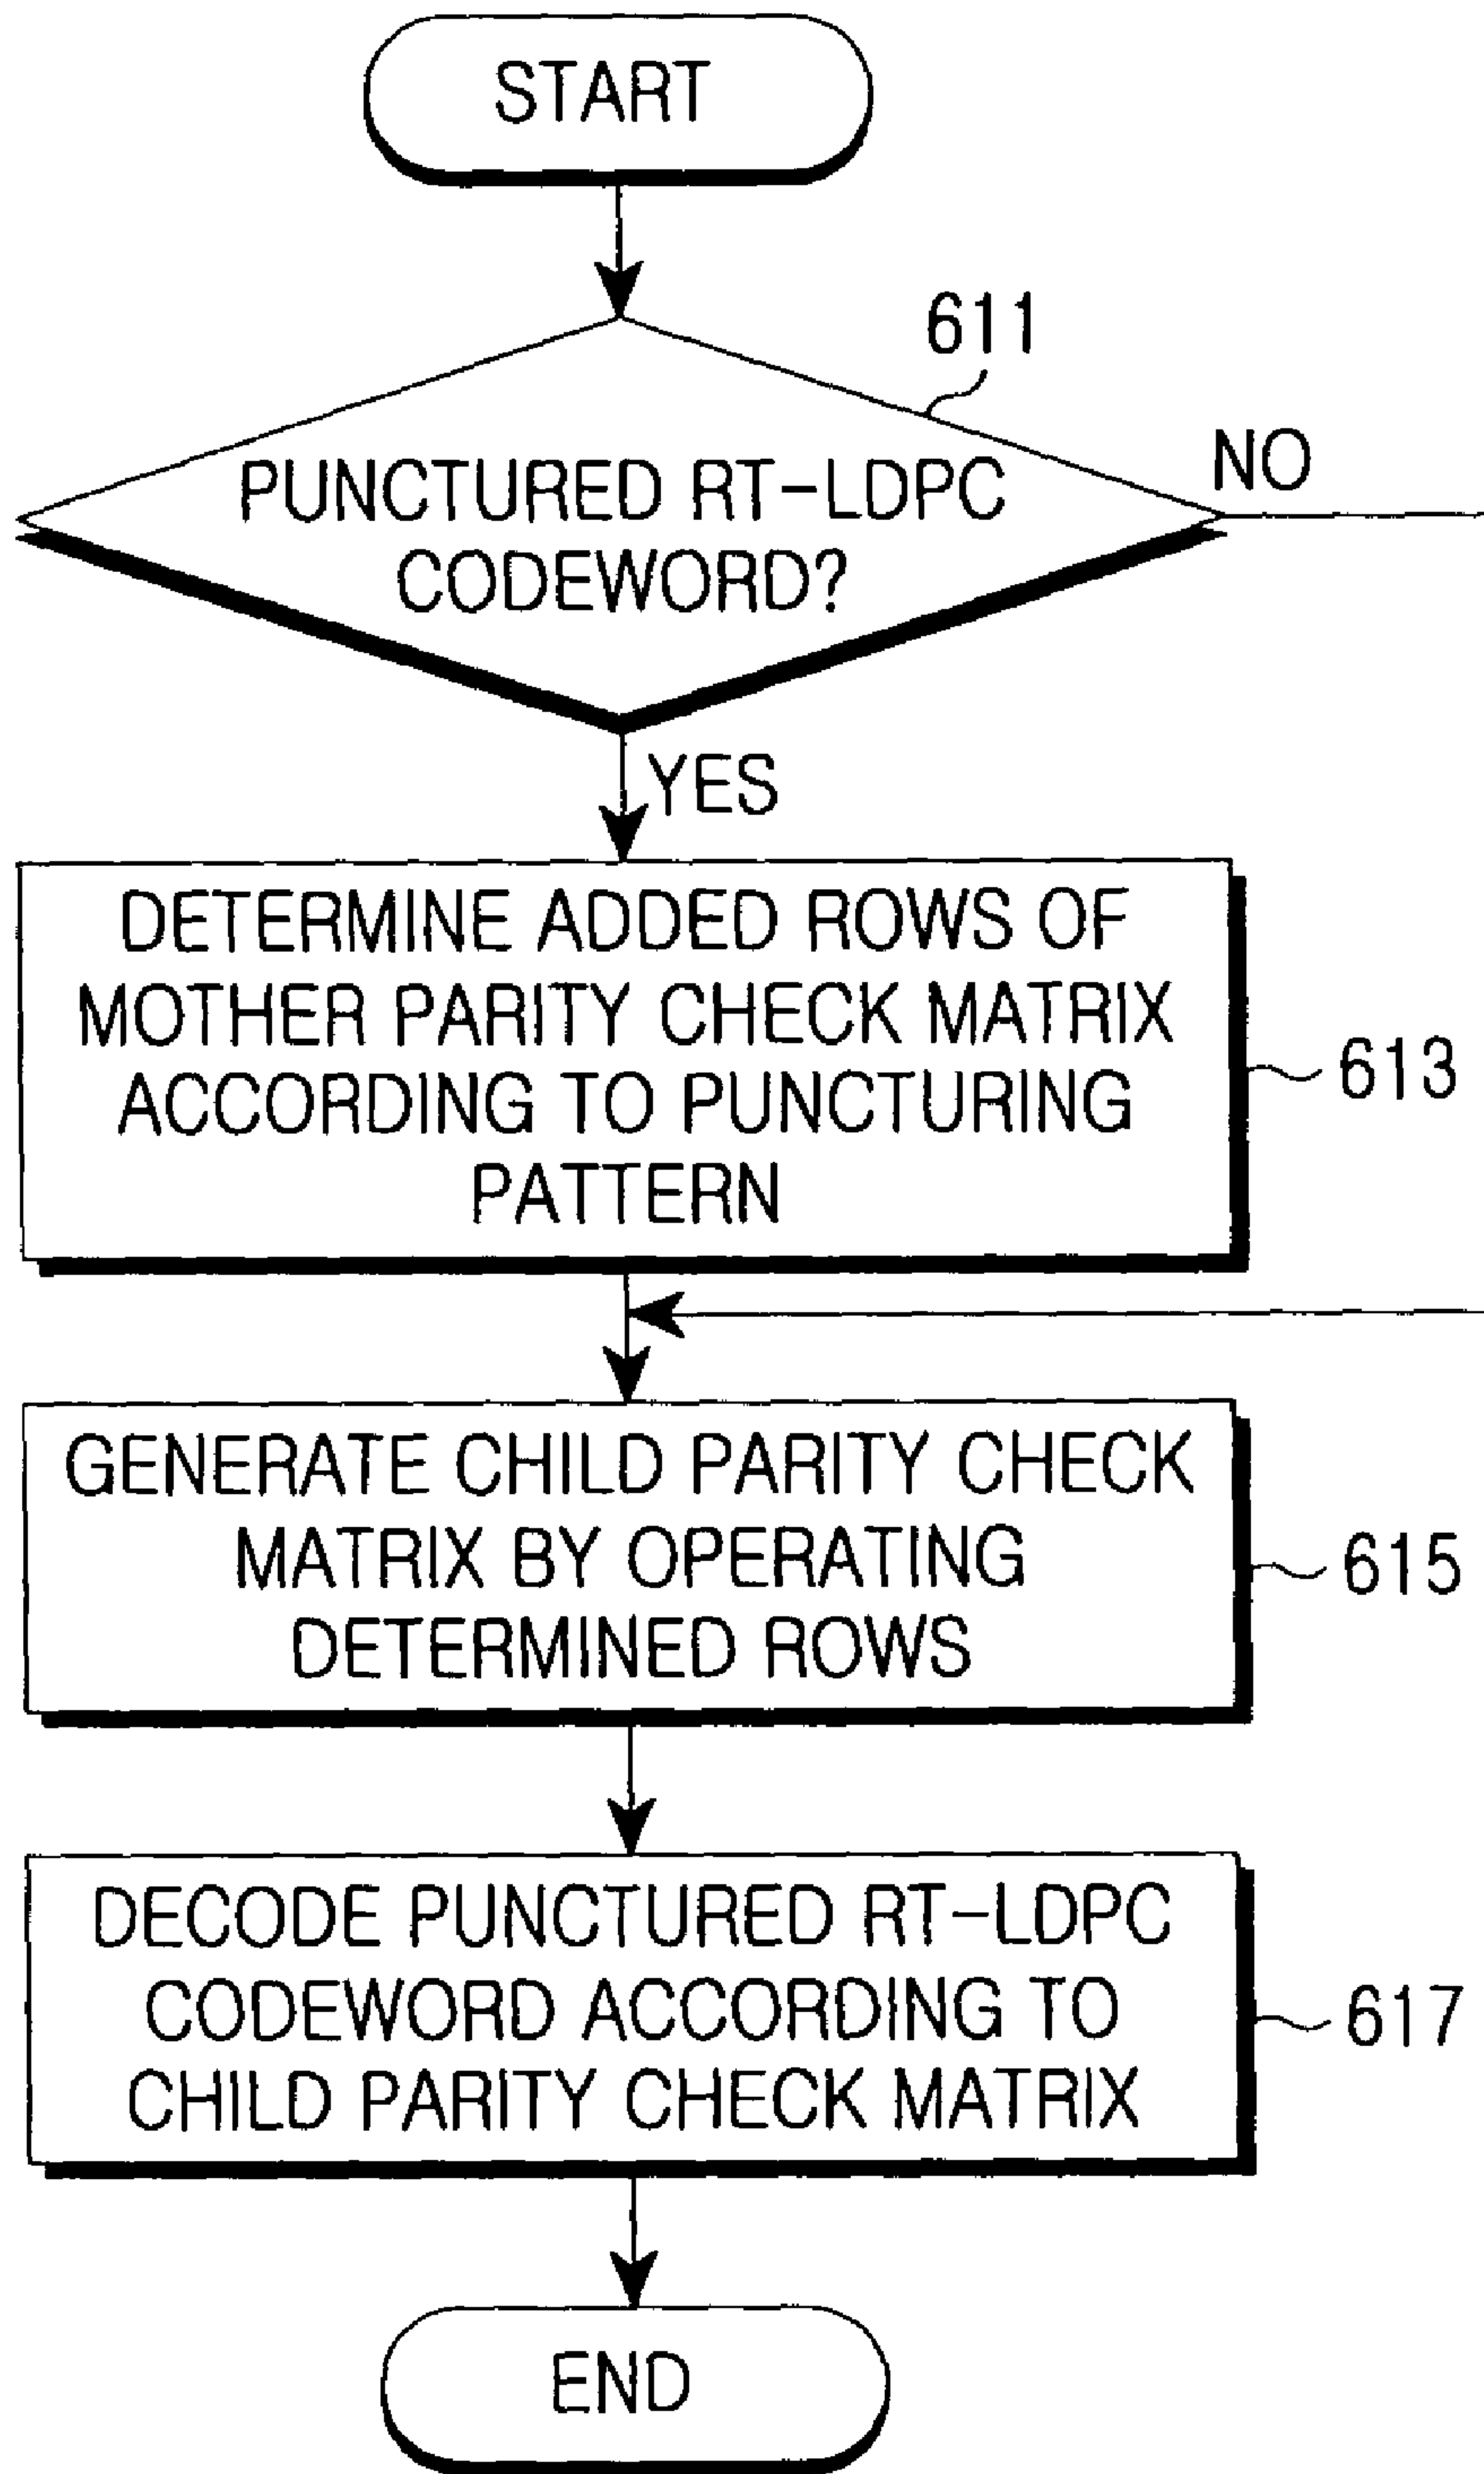 START
611
NO
PUNCTURED RT-LDPC
CODEWORD?
YES
DETERMINE ADDED ROWS OF
MOTHER PARITY CHECK MATRIX
ACCORDING TO PUNCTURING
PATTERN
613
GENERATE CHILD PARITY CHECK
MATRIX BY OPERATING
DETERMINED ROWS
615
DECODE PUNCTURED RT-LDPC
CODEWORD ACCORDING TO
CHILD PARITY CHECK MATRIX
617
END